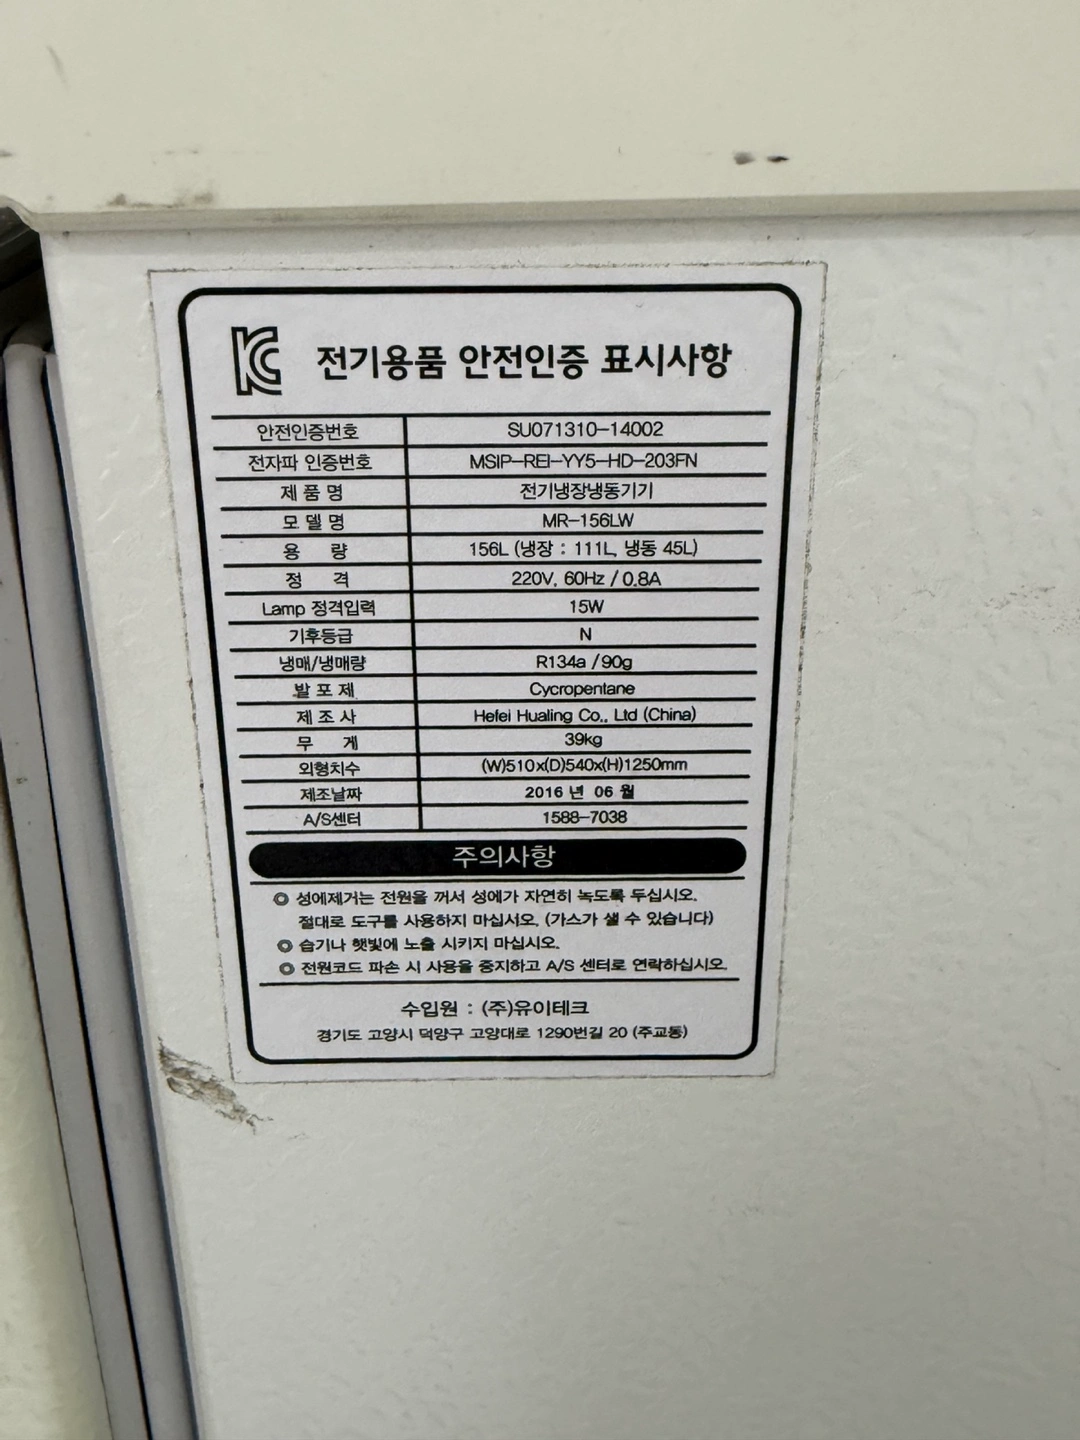 KC 전기용품 안전인증 표시사항
안전인증번호 SU071310-14002
전자파 인증번호 MSIP-REI-YY5-HD-203FN
제 품 명 전기냉장냉동기기
모 델 명 MR-156LW
용 량 156L (냉장 : 111L, 냉동 45L)
정 격 220V, 60Hz / 0.8A
Lamp 정격입력 15W
기후등급 N
냉매/냉매량 R134a / 90g
발 포 제 Cycropentane
제 조 사 Hefei Hualing Co., Ltd (China)
무 게 39kg
외형치수 (W)510x(D)540x(H)1250mm
제조날짜 2016 년 06 월
A/S센터 1588-7038
주의사항
◎ 성에제거는 전원을 꺼서 성에가 자연히 녹도록 두십시오.
절대로 도구를 사용하지 마십시오. (가스가 샐 수 있습니다)
◎ 습기나 햇빛에 노출 시키지 마십시오.
◎ 전원코드 파손 시 사용을 중지하고 A/S 센터로 연락하십시오.
수입원 : (주)유이테크
경기도 고양시 덕양구 고양대로 1290번길 20 (주교동)